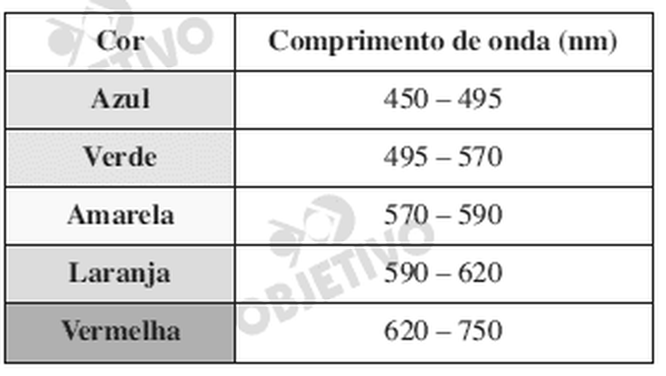 Cor Comprimento de onda (nm)
Azul 450 – 495
Verde 495 – 570
Amarela 570 – 590
Laranja 590 – 620
Vermelha 620 – 750
OBJETIVO